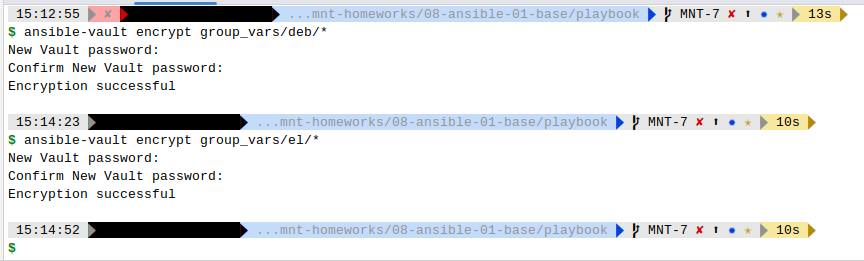 15:12:55 ✘ ...mnt-homeworks/08-ansible-01-base/playbook MNT-7 ✘ ⬆ ✹ ✭ 13s
$ ansible-vault encrypt group_vars/deb/*
New Vault password:
Confirm New Vault password:
Encryption successful
15:14:23 ...mnt-homeworks/08-ansible-01-base/playbook MNT-7 ✘ ⬆ ✹ ✭ 10s
$ ansible-vault encrypt group_vars/el/*
New Vault password:
Confirm New Vault password:
Encryption successful
15:14:52 ...mnt-homeworks/08-ansible-01-base/playbook MNT-7 ✘ ⬆ ✹ ✭ 10s
$